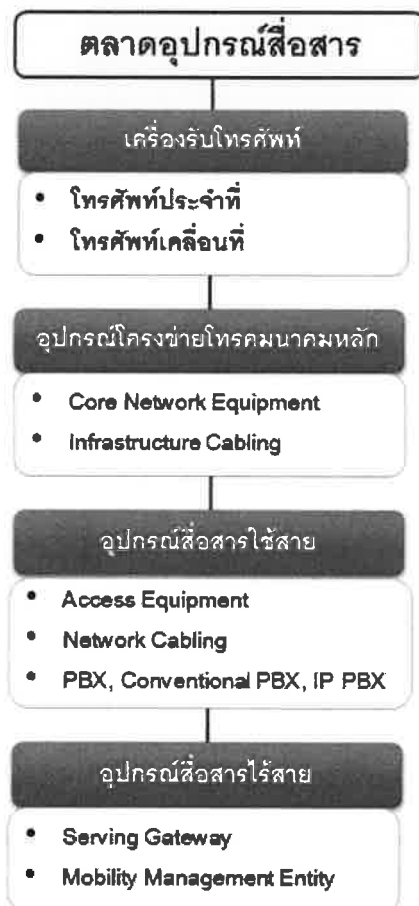 ตลาดอุปกรณ์สื่อสาร
เครื่องรับโทรศัพท์
• โทรศัพท์ประจำที่
• โทรศัพท์เคลื่อนที่
อุปกรณ์โครงข่ายโทรคมนาคมหลัก
• Core Network Equipment
• Infrastructure Cabling
อุปกรณ์สื่อสารใช้สาย
• Access Equipment
• Network Cabling
• PBX, Conventional PBX, IP PBX
อุปกรณ์สื่อสารไร้สาย
• Serving Gateway
• Mobility Management Entity